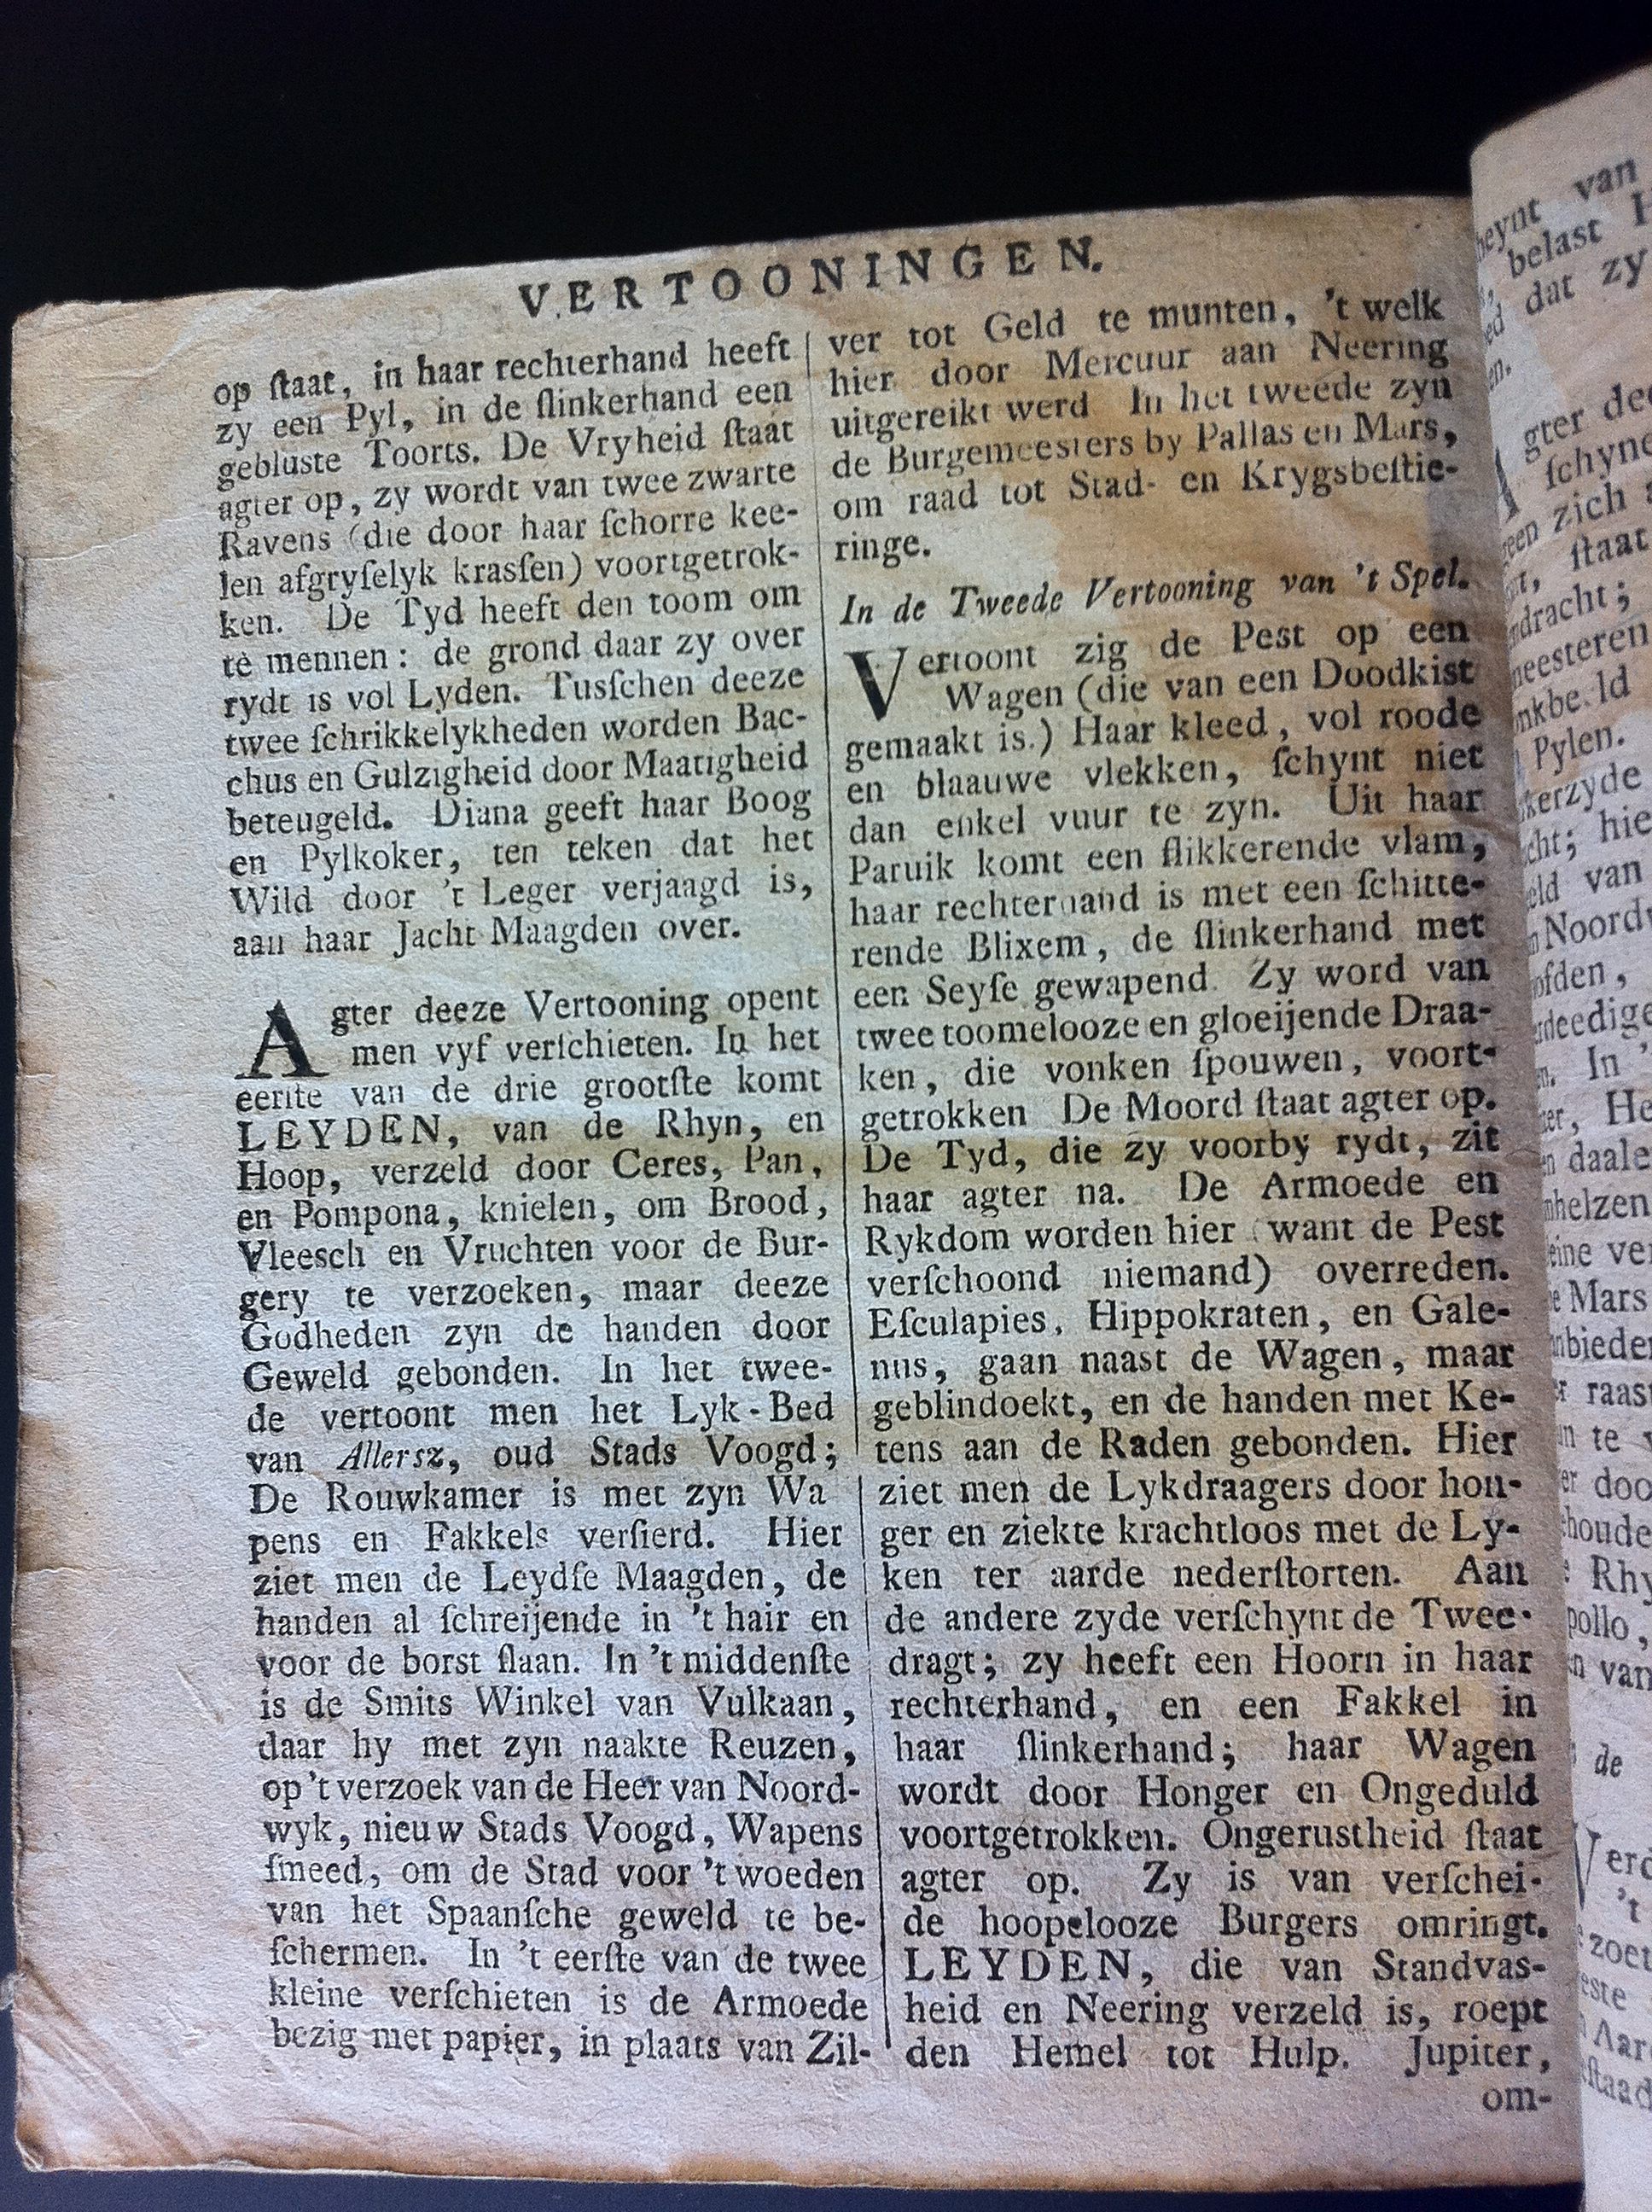 VERTOONINGEN.
op ſtaat, in haar rechterhand heeft
zy een Pyl, in de ſlinkerhand een
gebluste Toorts. De Vryheid ſtaat
agter op, zy wordt van twee zwarte
Ravens (die door haar ſchorre kee-
len afgryſelyk krasſen) voortgetrok-
ken. De Tyd heeft den toom om
te mennen: de grond daar zy over
rydt is vol Lyden. Tusſchen deeze
twee ſchrikkelykheden worden Bac-
chus en Gulzigheid door Maatigheid
beteugeld. Diana geeft haar Boog
en Pylkoker, ten teken dat het
Wild door 't Leger verjaagd is,
aan haar Jacht-Maagden over.
Agter deeze Vertooning opent
men vyf verſchieten. In het
eerſte van de drie grootſte komt
LEYDEN, van de Rhyn, en
Hoop, verzeld door Ceres, Pan,
en Pompona, knielen, om Brood,
Vleesch en Vruchten voor de Bur-
gery te verzoeken, maar deeze
Godheden zyn de handen door
Geweld gebonden. In het twee-
de vertoont men het Lyk-Bed
van Allersz, oud Stads Voogd;
De Rouwkamer is met zyn Wa
pens en Fakkels verſierd. Hier
ziet men de Leydſe Maagden, de
handen al ſchreijende in 't hair en
voor de borst ſlaan. In 't middenſte
is de Smits Winkel van Vulkaan,
daar hy met zyn naakte Reuzen,
op 't verzoek van de Heer van Noord-
wyk, nieuw Stads Voogd, Wapens
ſmeed, om de Stad voor 't woeden
van het Spaanſche geweld te be-
ſchermen. In 't eerſte van de twee
kleine verſchieten is de Armoede
bezig met papier, in plaats van Zil-
ver tot Geld te munten, 't welk
hier door Mercuur aan Neering
uitgereikt werd In het tweede zyn
de Burgemeesters by Pallas en Mars,
om raad tot Stad- en Krygsbeſtie-
ringe.
In de Tweede Vertooning van 't Spel.
Vertoont zig de Pest op een
Wagen (die van een Doodkist
gemaakt is.) Haar kleed, vol roode
en blaauwe vlekken, ſchynt niet
dan enkel vuur te zyn. Uit haar
Paruik komt een flikkerende vlam,
haar rechterhand is met een ſchitte-
rende Blixem, de ſlinkerhand met
een Seyſe gewapend. Zy word van
twee toomelooze en gloeijende Draa-
ken, die vonken ſpouwen, voort-
getrokken De Moord ſtaat agter op.
De Tyd, die zy voorby rydt, zit
haar agter na. De Armoede en
Rykdom worden hier (want de Pest
verſchoond niemand) overreden.
Eſculapies, Hippokraten, en Gale-
nus, gaan naast de Wagen, maar
geblindoekt, en de handen met Ke-
tens aan de Raden gebonden. Hier
ziet men de Lykdraagers door hon-
ger en ziekte krachtloos met de Ly-
ken ter aarde nederſtorten. Aan
de andere zyde verſchynt de Twee-
dragt; zy heeft een Hoorn in haar
rechterhand, en een Fakkel in
haar ſlinkerhand; haar Wagen
wordt door Honger en Ongeduld
voortgetrokken. Ongerustheid ſtaat
agter op. Zy is van verſchei-
de hoopelooze Burgers omringt.
LEYDEN, die van Standvas-
heid en Neering verzeld is, roept
den Hemel tot Hulp. Jupiter,
om-
van
belast
dat zy
gter
zich
ſtaat
Pylen.
hie
van
Noord
In
He
Mars
te
Rhy
de
't